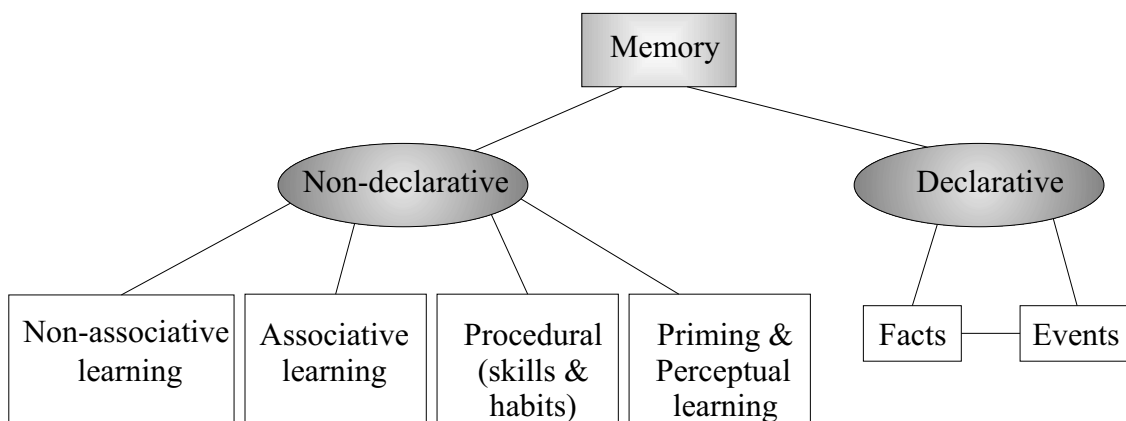 Memory
Non-declarative
Declarative
Non-associative
learning
Associative
learning
Procedural
(skills &
habits)
Priming &
Perceptual
learning
Facts
Events